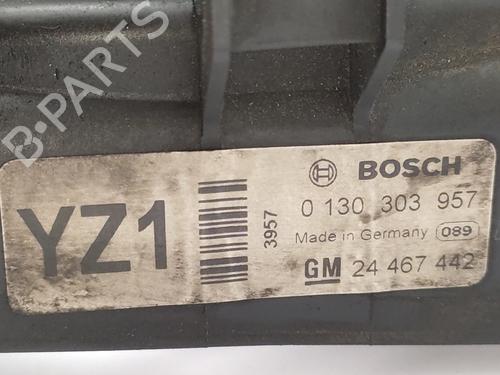 B-PARTS
YZ1
3957
BOSCH
0 130 303 957
Made in Germany 089
GM 24 467 442